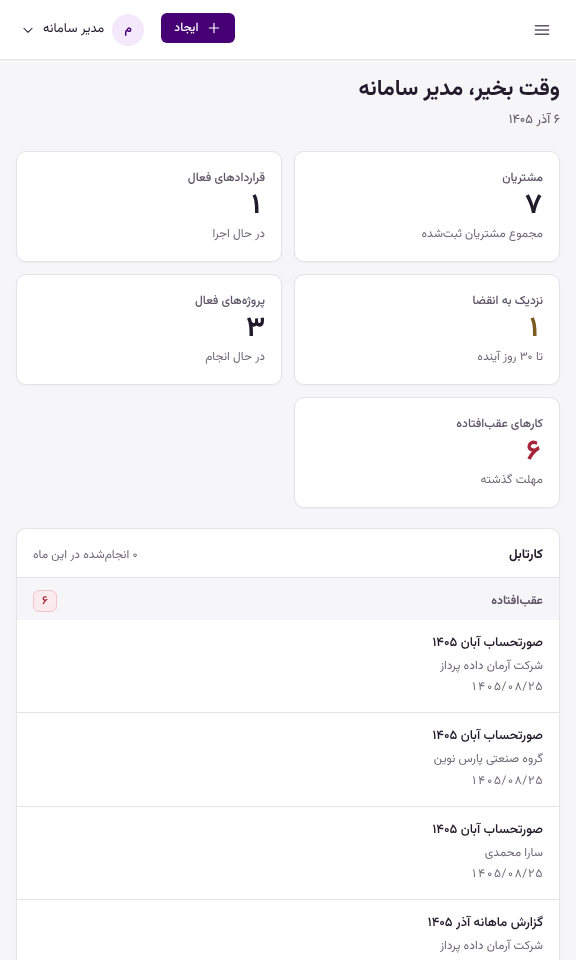 ایجاد
م
مدیر سامانه
وقت بخیر، مدیر سامانه
۶ آذر ۱۴۰۵
مشتریان
۷
مجموع مشتریان ثبت‌شده
قراردادهای فعال
۱
در حال اجرا
نزدیک به انقضا
۱
تا ۳۰ روز آینده
پروژه‌های فعال
۳
در حال انجام
کارهای عقب‌افتاده
۶
مهلت گذشته
کارتابل
۰ انجام‌شده در این ماه
عقب‌افتاده
۶
صورتحساب آبان ۱۴۰۵
شرکت آرمان داده پرداز
۱۴۰۵/۰۸/۲۵
صورتحساب آبان ۱۴۰۵
گروه صنعتی پارس نوین
۱۴۰۵/۰۸/۲۵
صورتحساب آبان ۱۴۰۵
سارا محمدی
۱۴۰۵/۰۸/۲۵
گزارش ماهانه آذر ۱۴۰۵
شرکت آرمان داده پرداز